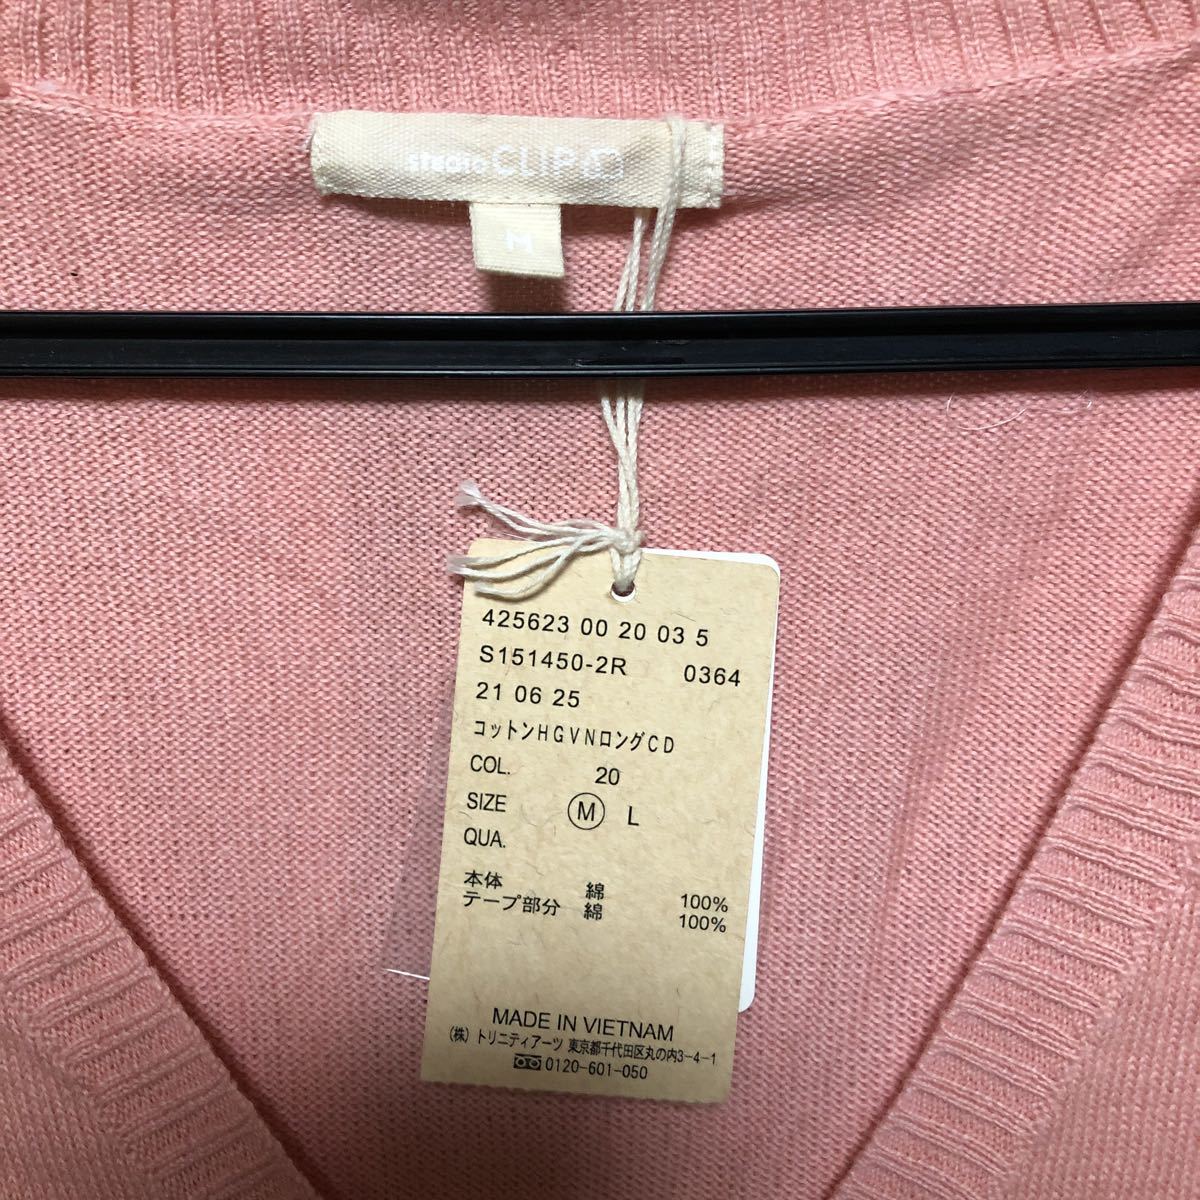 STUDIO CLIP
M
425623 00 20 03 5
S151450-2R 0364
21 06 25
コットンHGVNロングCD
COL. 20
SIZE M L
QUA.
本体 綿 100%
テープ部分 綿 100%
MADE IN VIETNAM
(株) トリニティアーツ 東京都千代田区丸の内3-4-1
0120-601-050